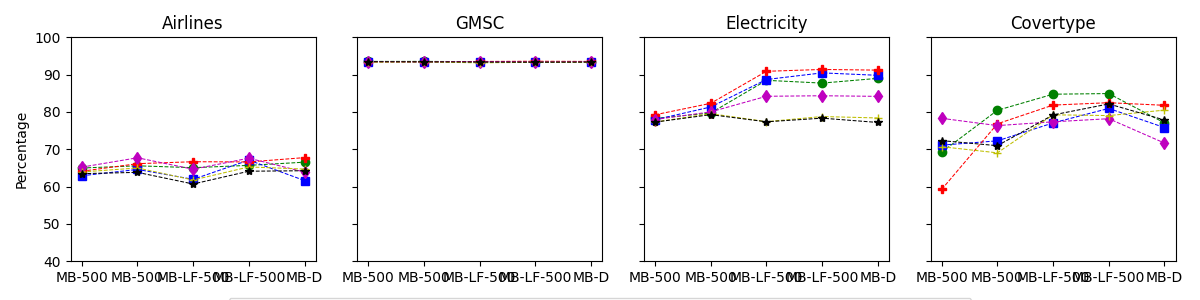 Airlines GMSC Electricity Covertype
100
90
80
70
60
50
40
Percentage
MB-500 MB-500 MB-LF-500 MB-LF-500 MB-D
MB-500 MB-500 MB-LF-500 MB-LF-500 MB-D
MB-500 MB-500 MB-LF-500 MB-LF-500 MB-D
MB-500 MB-500 MB-LF-500 MB-LF-500 MB-D